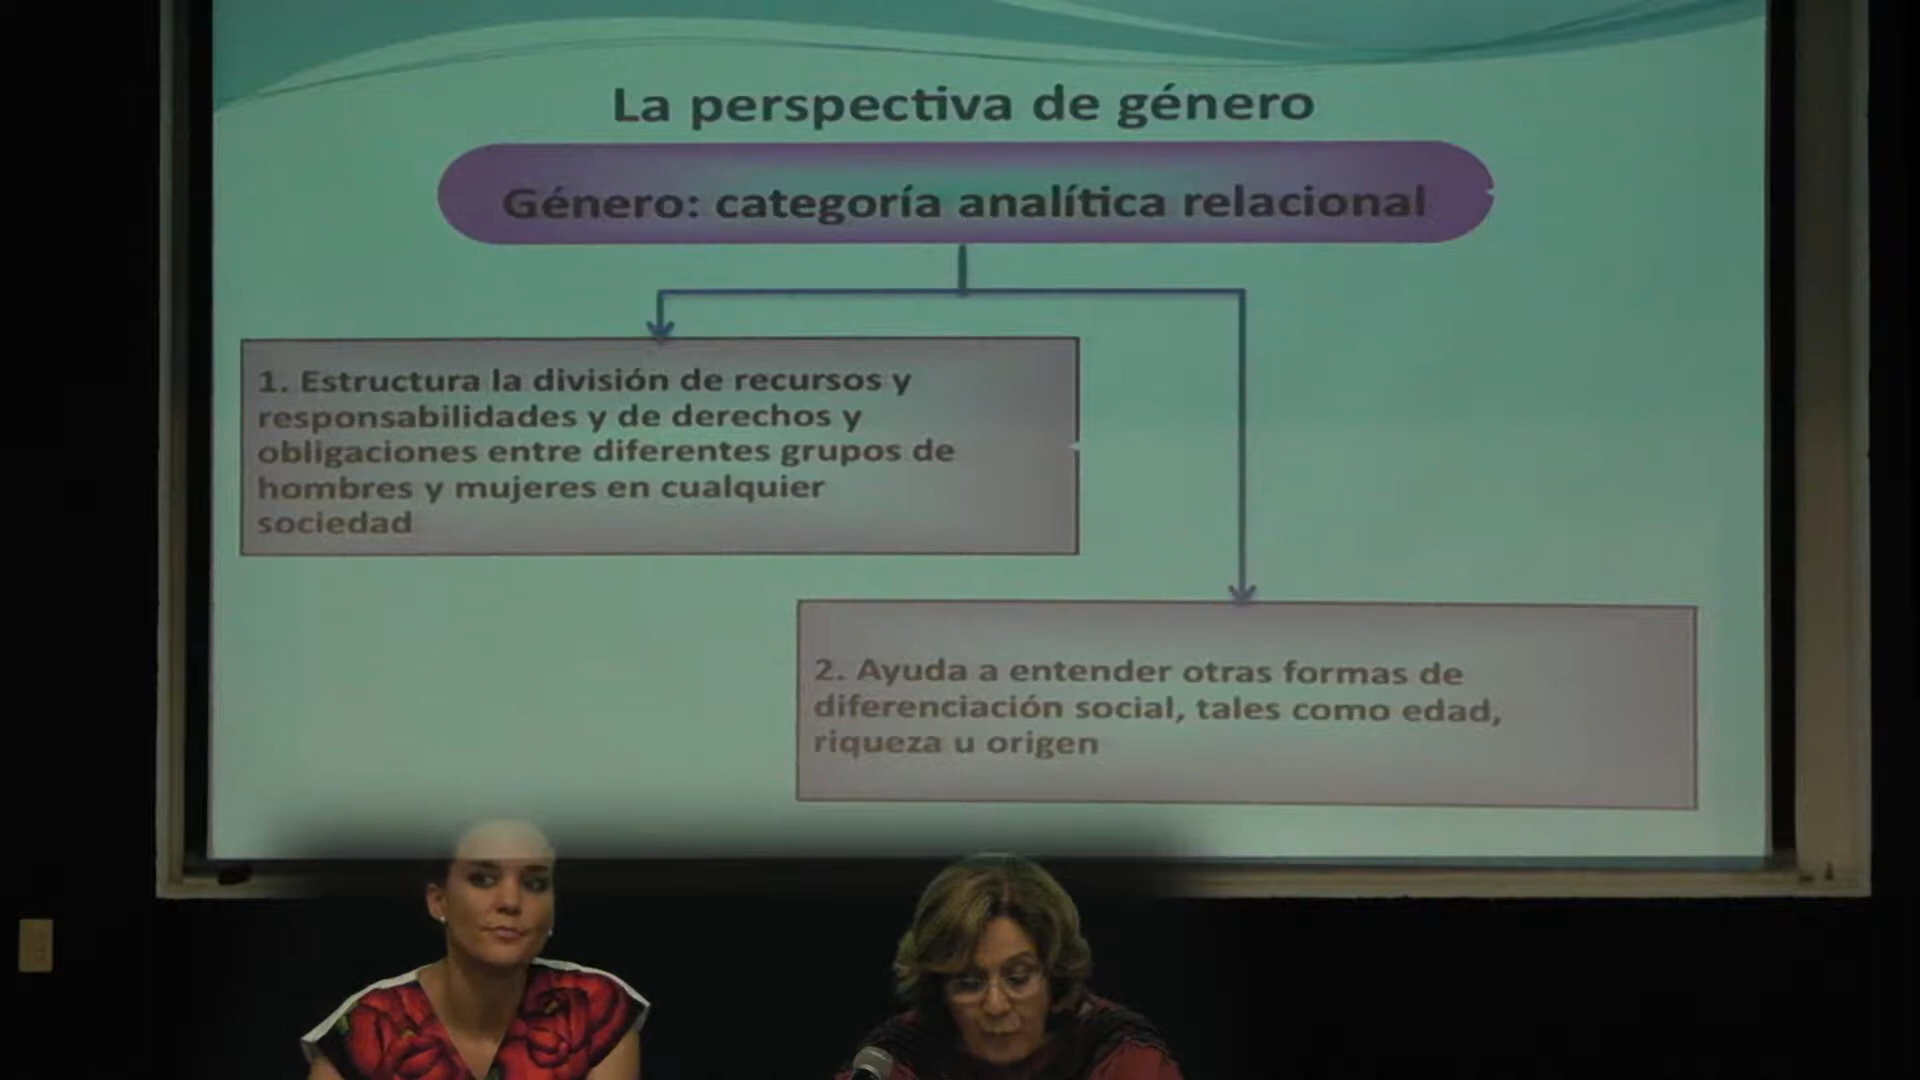 La perspectiva de género
Género: categoría analítica relacional
1. Estructura la división de recursos y
responsabilidades y de derechos y
obligaciones entre diferentes grupos de
hombres y mujeres en cualquier
sociedad
2. Ayuda a entender otras formas de
diferenciación social, tales como edad,
riqueza u origen